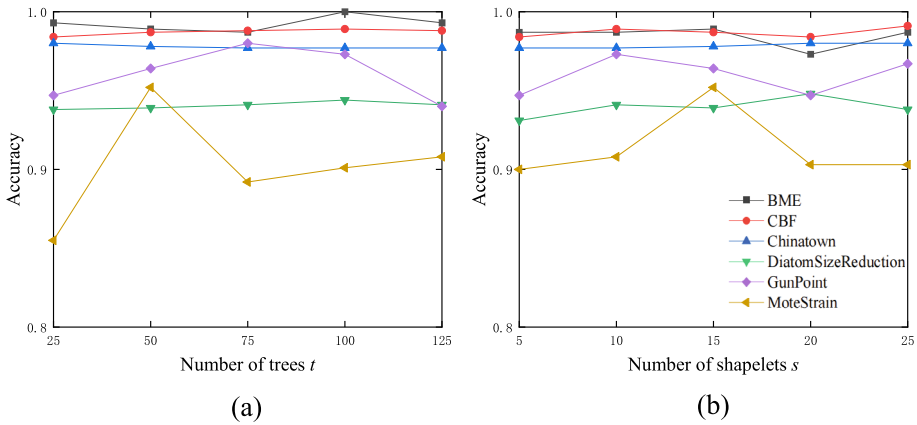 1.0
0.9
0.8
Accuracy
25 50 75 100 125
Number of trees t
(a)
1.0
0.9
0.8
Accuracy
BME
CBF
Chinatown
DiatomSizeReduction
GunPoint
MoteStrain
5 10 15 20 25
Number of shapelets s
(b)